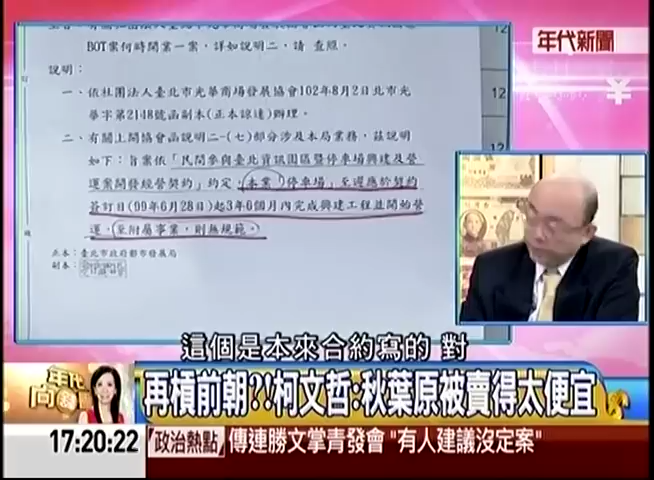 BOT案何時開業一案，詳如說明二，請 查照。
說明：
一、依社團法人臺北市光華商場發展協會102年8月2日北市光
華字第2148號函副本(正本諒達)辦理。
二、有關上開協會函說明二-(七)部分涉及本局業務，茲說明
如下：旨案依「民間參與臺北資訊園區暨停車場興建及營
運案開發經營契約」約定，本業「停車場」至遲應於契約
簽訂日(99年6月28日)起3年6個月內完成興建工程並開始營
運，至附屬事業，則無規範。
正本：臺北市政府都市發展局
副本：
12
12
年代新聞
這個是本來合約寫的 對
年代
向錢看
再槓前朝?!柯文哲:秋葉原被賣得太便宜
17:20:22
政治熱點
傳連勝文掌青發會 "有人建議沒定案"